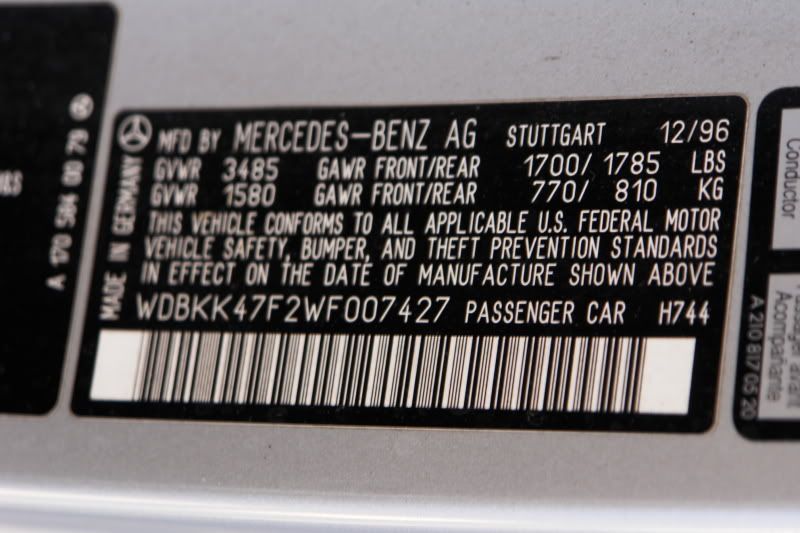 MFD BY MERCEDES-BENZ AG STUTTGART 12/96
GVWR 3485 GAWR FRONT/REAR 1700/ 1785 LBS
GVWR 1580 GAWR FRONT/REAR 770/ 810 KG
THIS VEHICLE CONFORMS TO ALL APPLICABLE U.S. FEDERAL MOTOR
VEHICLE SAFETY, BUMPER, AND THEFT PREVENTION STANDARDS
IN EFFECT ON THE DATE OF MANUFACTURE SHOWN ABOVE
WDBKK47F2WF007427 PASSENGER CAR H744
MADE IN GERMANY
A 170 584 00 79
Conductor
Acompanante
A 210 817 05 20